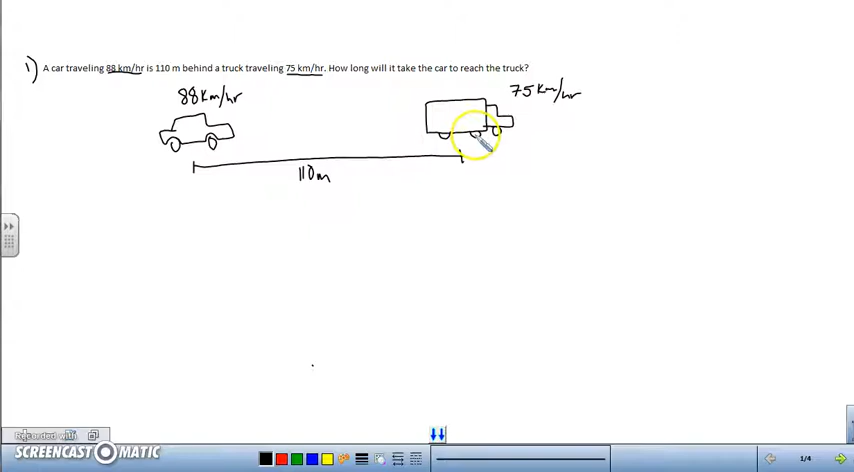 1) A car traveling 88 km/hr is 110 m behind a truck traveling 75 km/hr. How long will it take the car to reach the truck?
88 Km/hr
75 Km/hr
110 m
Recorded with
SCREENCAST MATIC
1/4